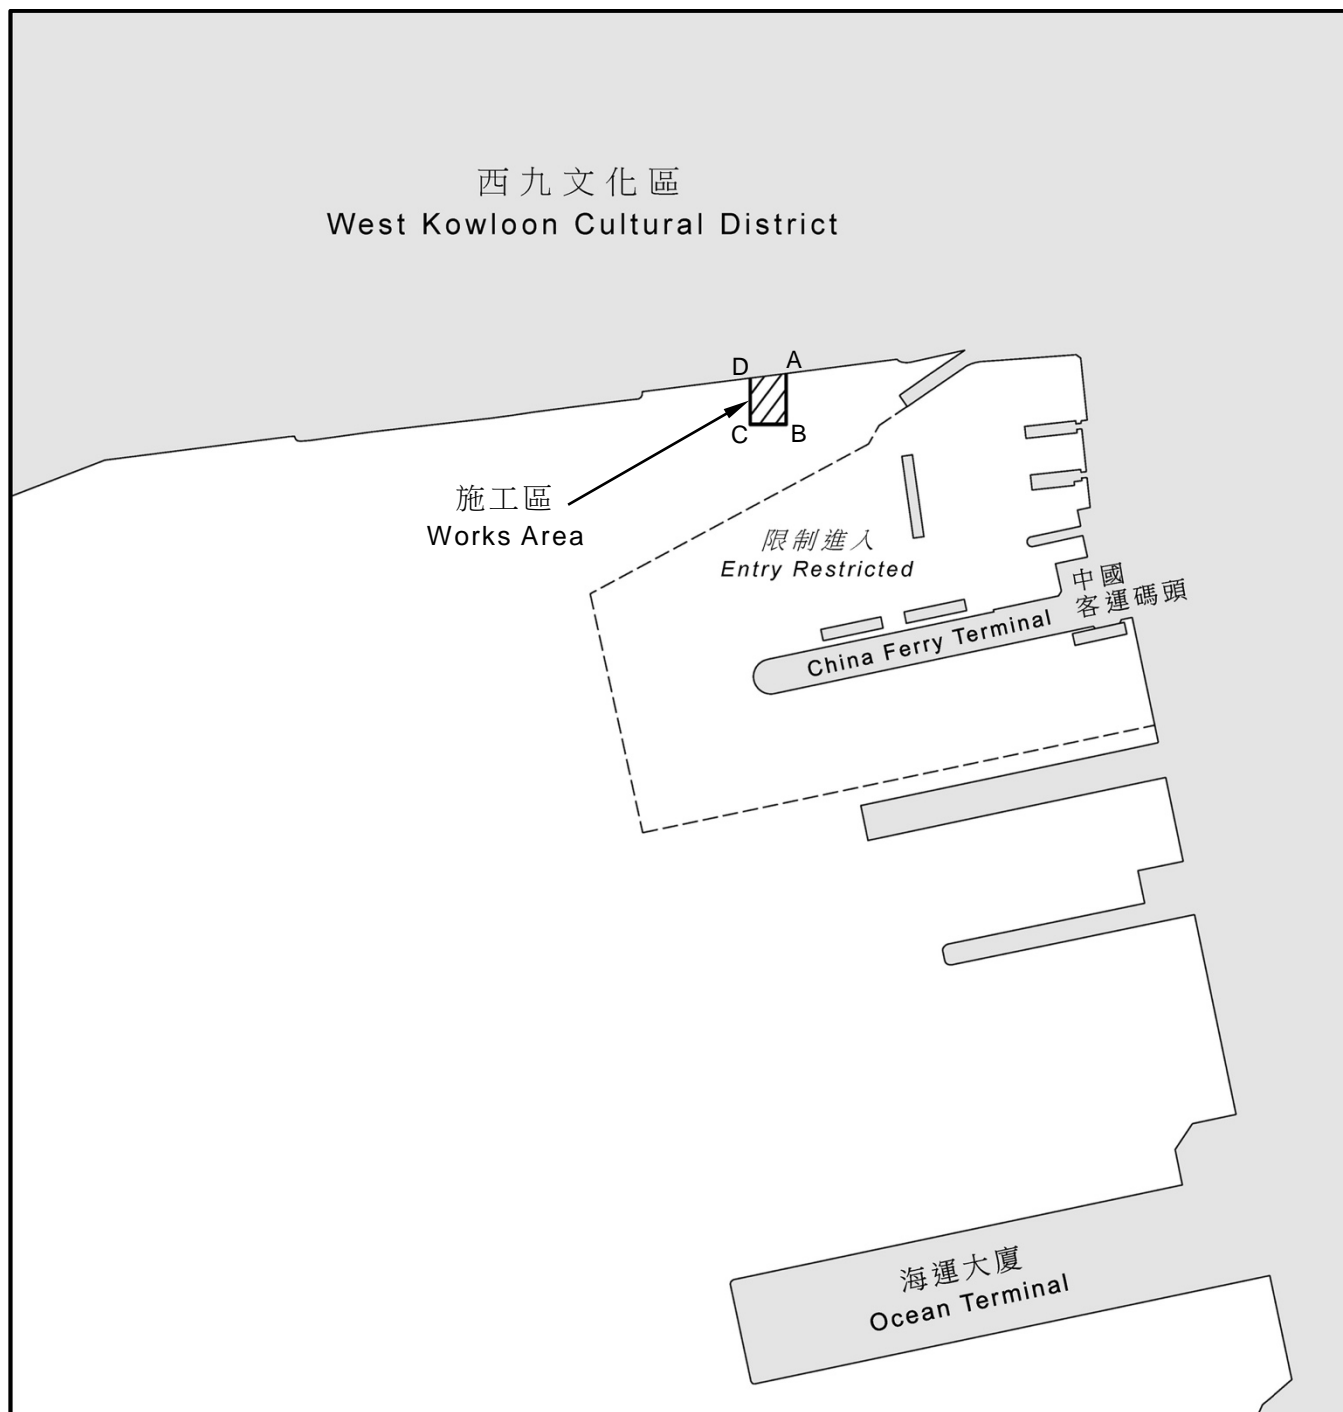 西九文化區
West Kowloon Cultural District
D
A
C
B
施工區
Works Area
限制進入
Entry Restricted
中國
客運碼頭
China Ferry Terminal
海運大廈
Ocean Terminal